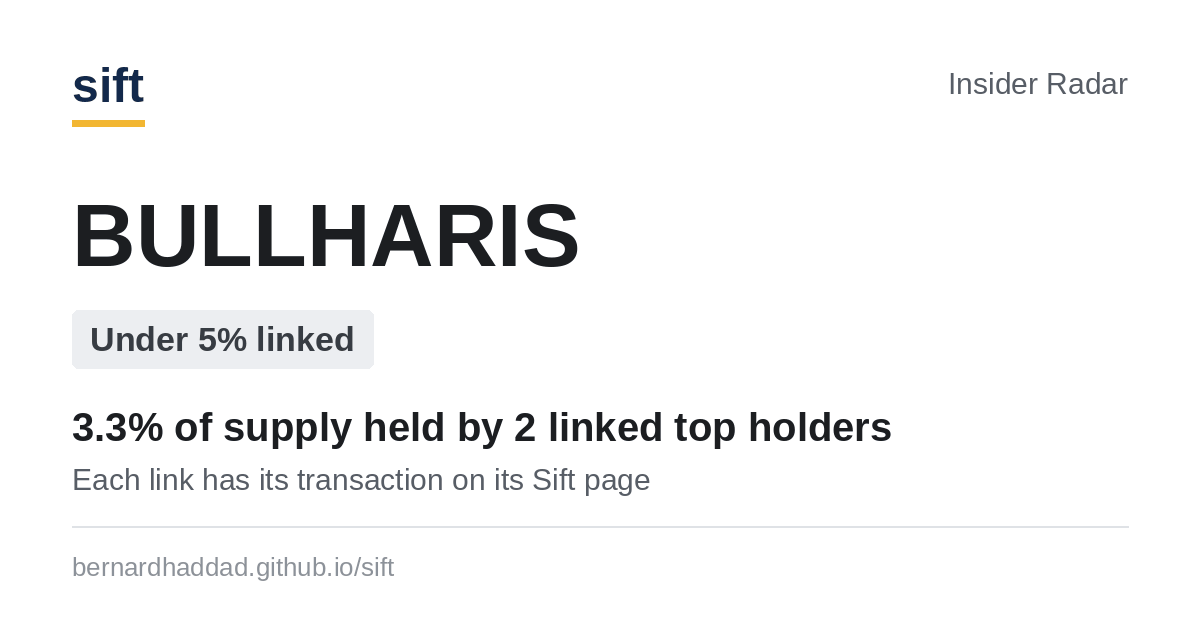 sift
Insider Radar
BULLHARIS
Under 5% linked
3.3% of supply held by 2 linked top holders
Each link has its transaction on its Sift page
bernardhaddad.github.io/sift